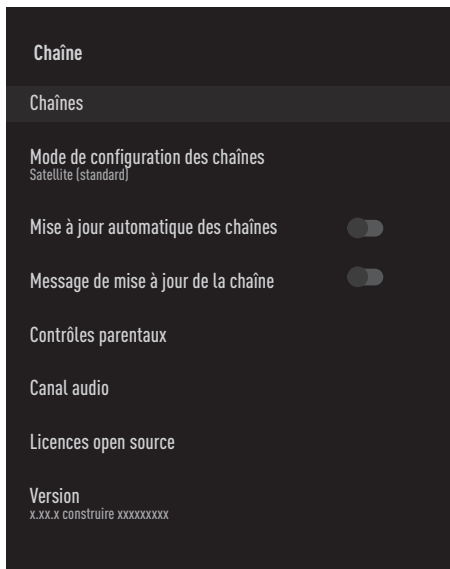 Chaîne
Chaînes
Mode de configuration des chaînes
Satellite (standard)
Mise à jour automatique des chaînes
Message de mise à jour de la chaîne
Contrôles parentaux
Canal audio
Licences open source
Version
x.xx.x construire xxxxxxxxx